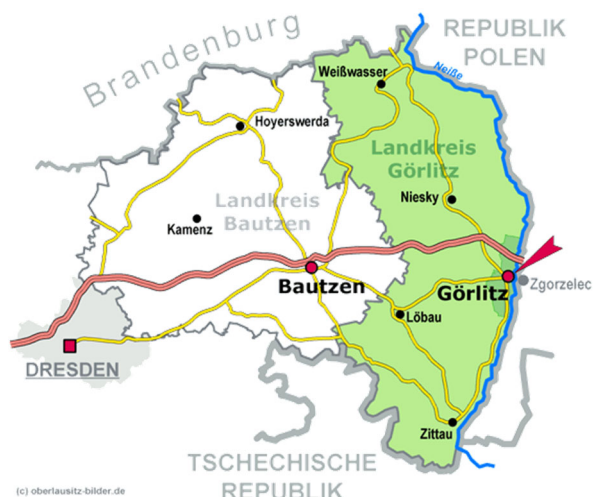 Brandenburg
REPUBLIK
POLEN
Neiße
Weißwasser
Hoyerswerda
Landkreis
Görlitz
Landkreis
Bautzen
Niesky
Kamenz
Bautzen
Görlitz
Zgorzelec
Löbau
DRESDEN
Zittau
TSCHECHISCHE
REPUBLIK
(c) oberlausitz-bilder.de